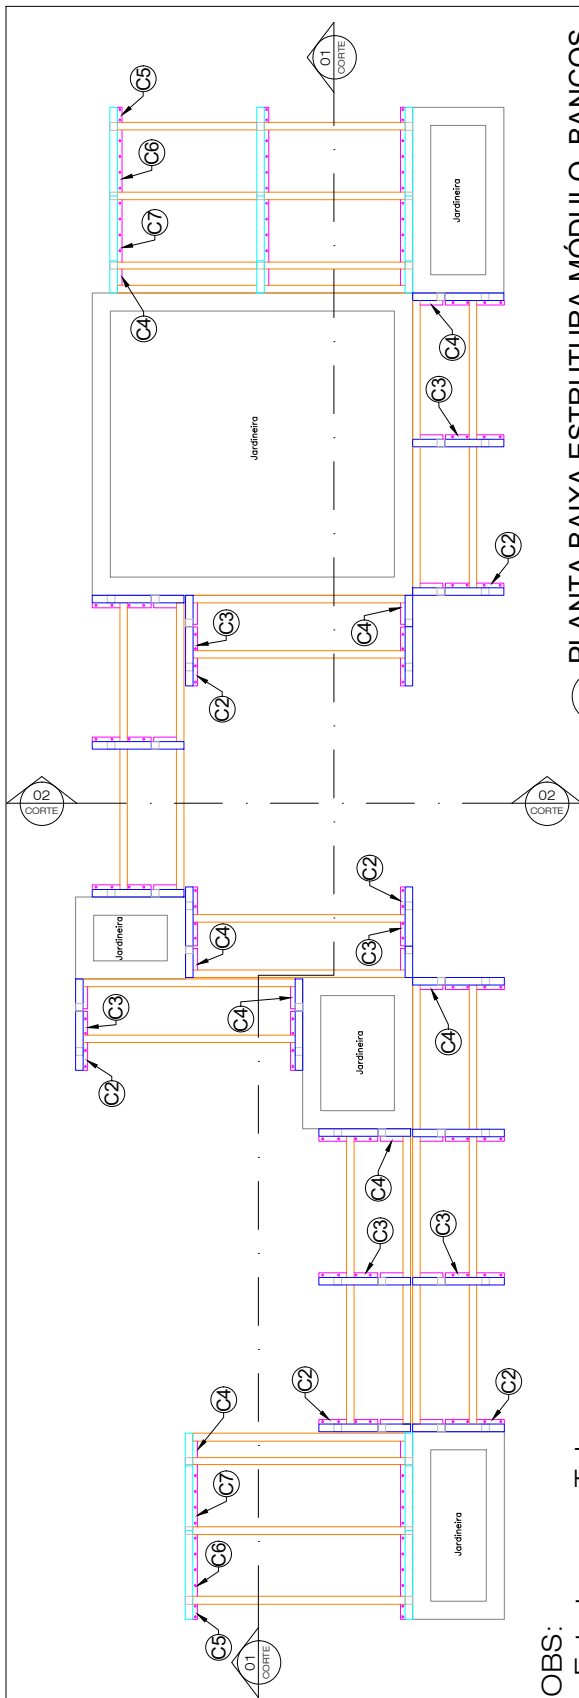 01
CORTE
C5
C6
C7
C4
Jardineira
Jardineira
C4
C3
C2
C3
C4
C2
02
CORTE
02
CORTE
Jardineira
C4
C2
C3
C3
C2
C4
Jardineira
C4
C4
C3
C3
C2
C2
C4
C7
C6
C5
Jardineira
01
CORTE
PLANTA BAIXA ESTRUTURA MÓDULO BANCOS
OBS: